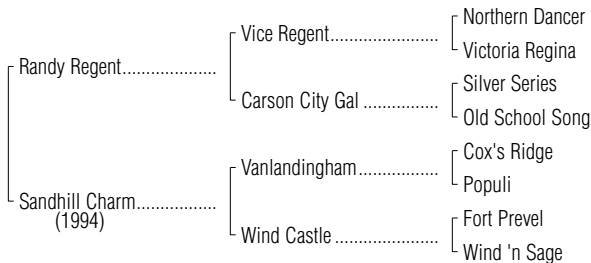 Northern Dancer
Vice Regent.......................
Victoria Regina
Randy Regent....................
Silver Series
Carson City Gal ................
Old School Song
Cox's Ridge
Vanlandingham.................
Populi
Sandhill Charm.................
(1994)
Fort Prevel
Wind Castle ......................
Wind 'n Sage